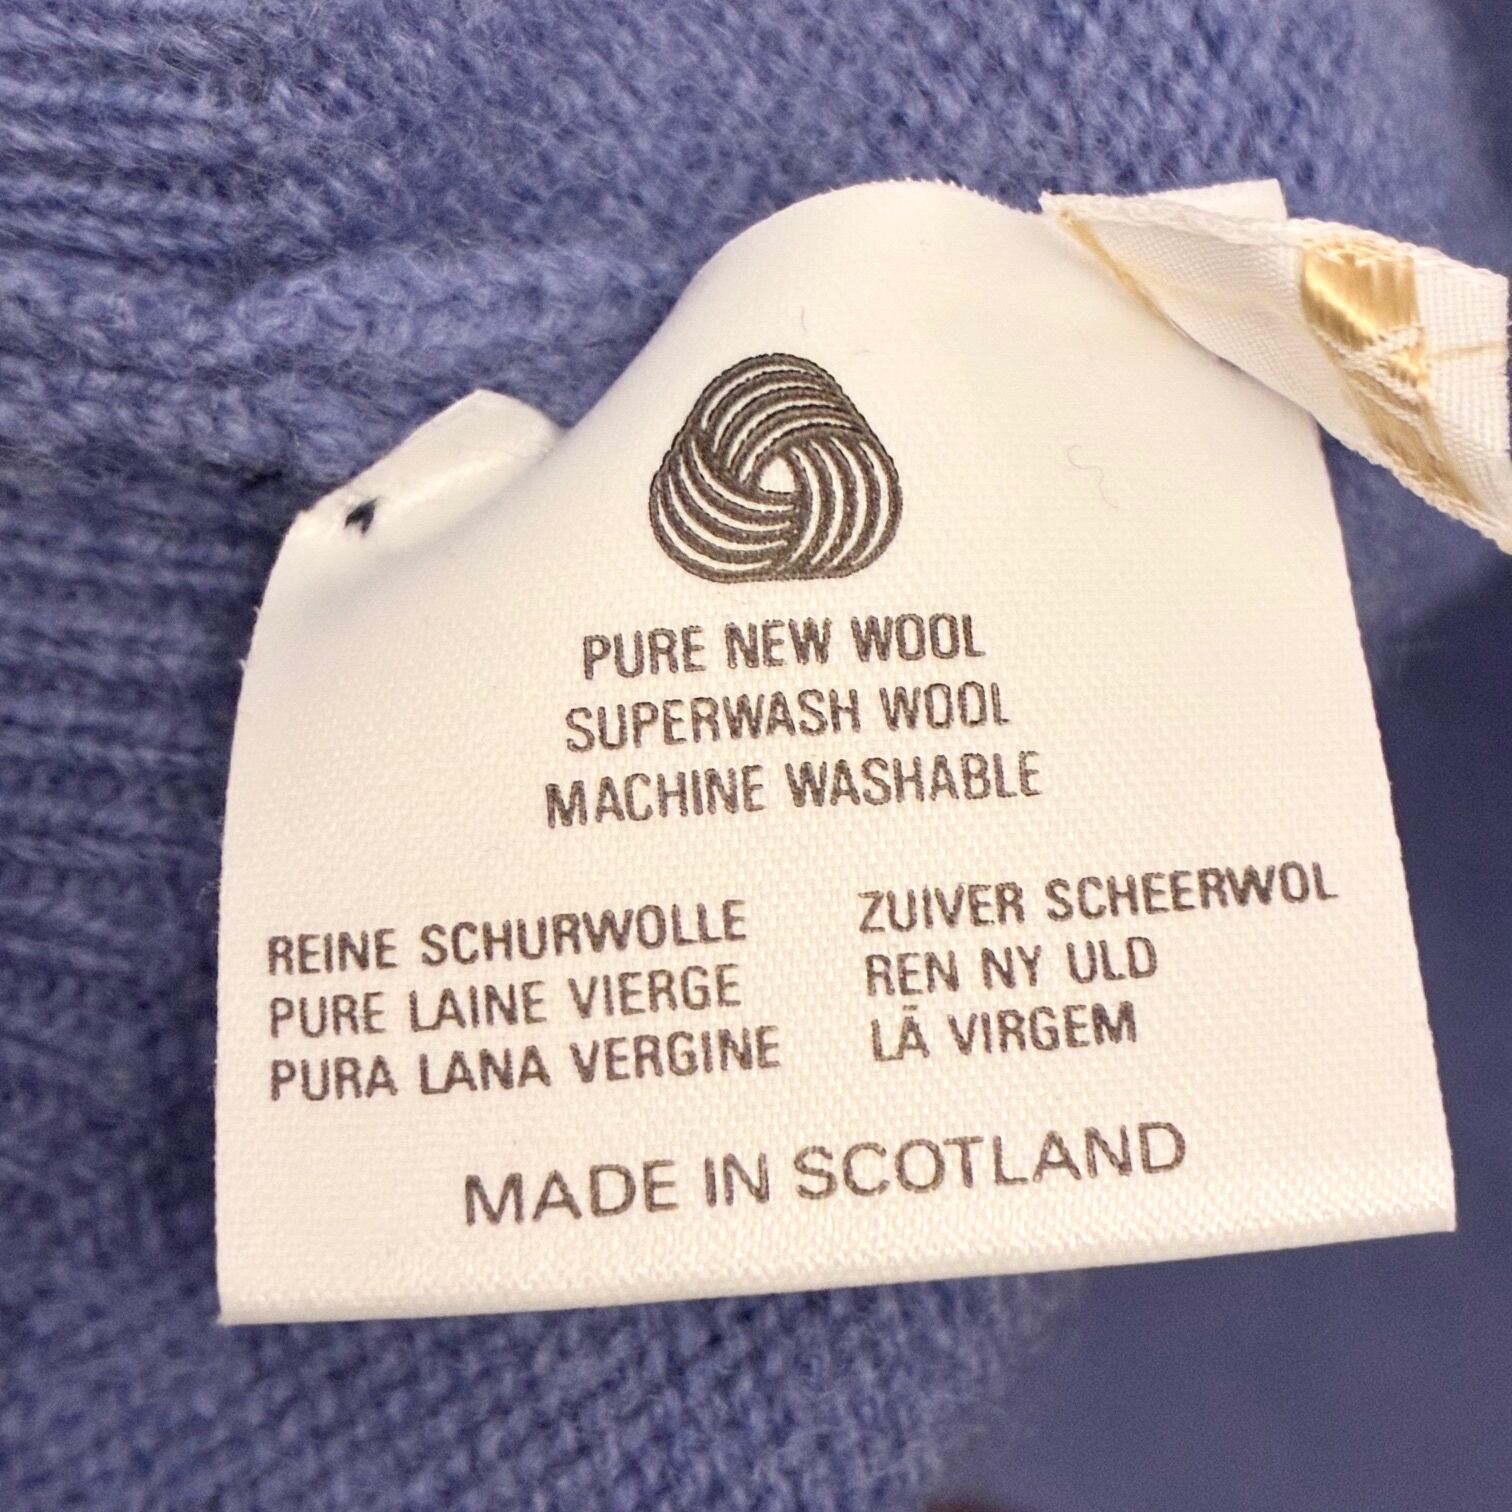 PURE NEW WOOL
SUPERWASH WOOL
MACHINE WASHABLE
REINE SCHURWOLLE
PURE LAINE VIERGE
PURA LANA VERGINE
ZUIVER SCHEERWOL
REN NY ULD
LÃ VIRGEM
MADE IN SCOTLAND